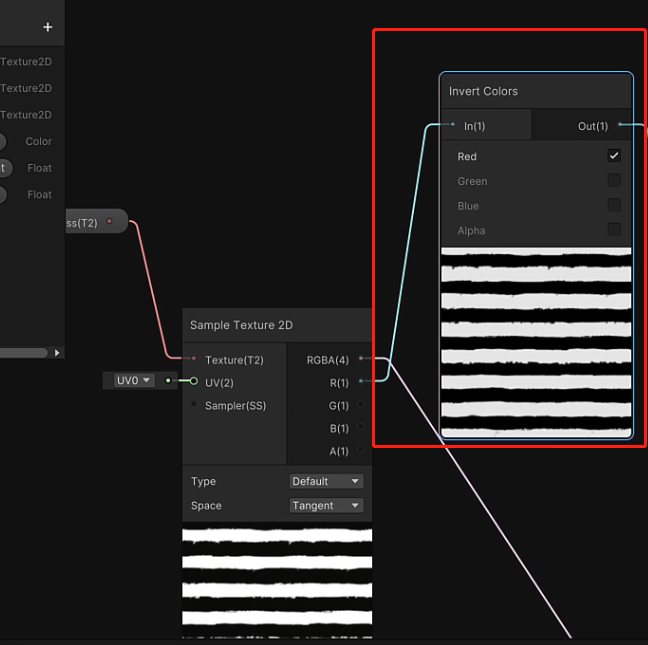 +
Texture2D
Texture2D
Texture2D
Color
t Float
Float
ss(T2)
Invert Colors
In(1) Out(1)
Red
Green
Blue
Alpha
Sample Texture 2D
Texture(T2) RGBA(4)
UV0 UV(2) R(1)
Sampler(SS) G(1)
B(1)
A(1)
Type Default
Space Tangent